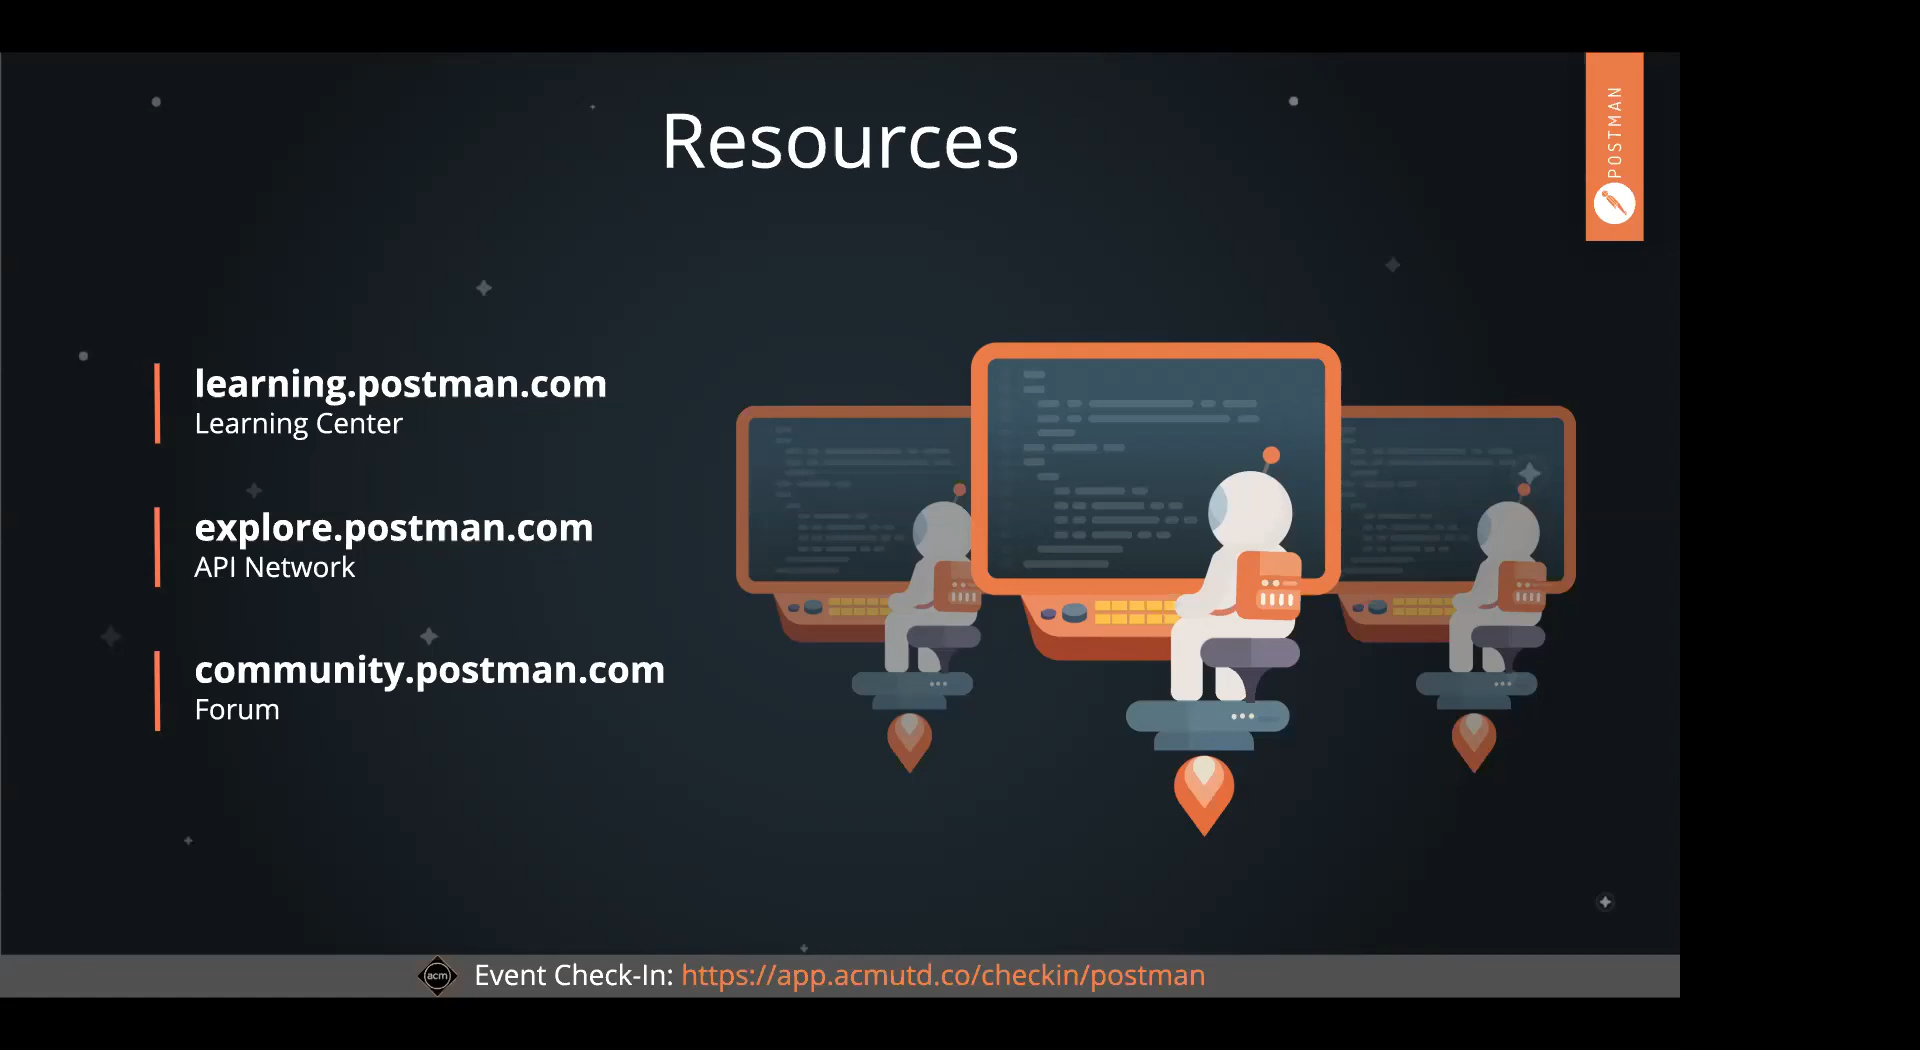 Resources
POSTMAN
learning.postman.com
Learning Center
explore.postman.com
API Network
community.postman.com
Forum
acm
Event Check-In: https://app.acmutd.co/checkin/postman